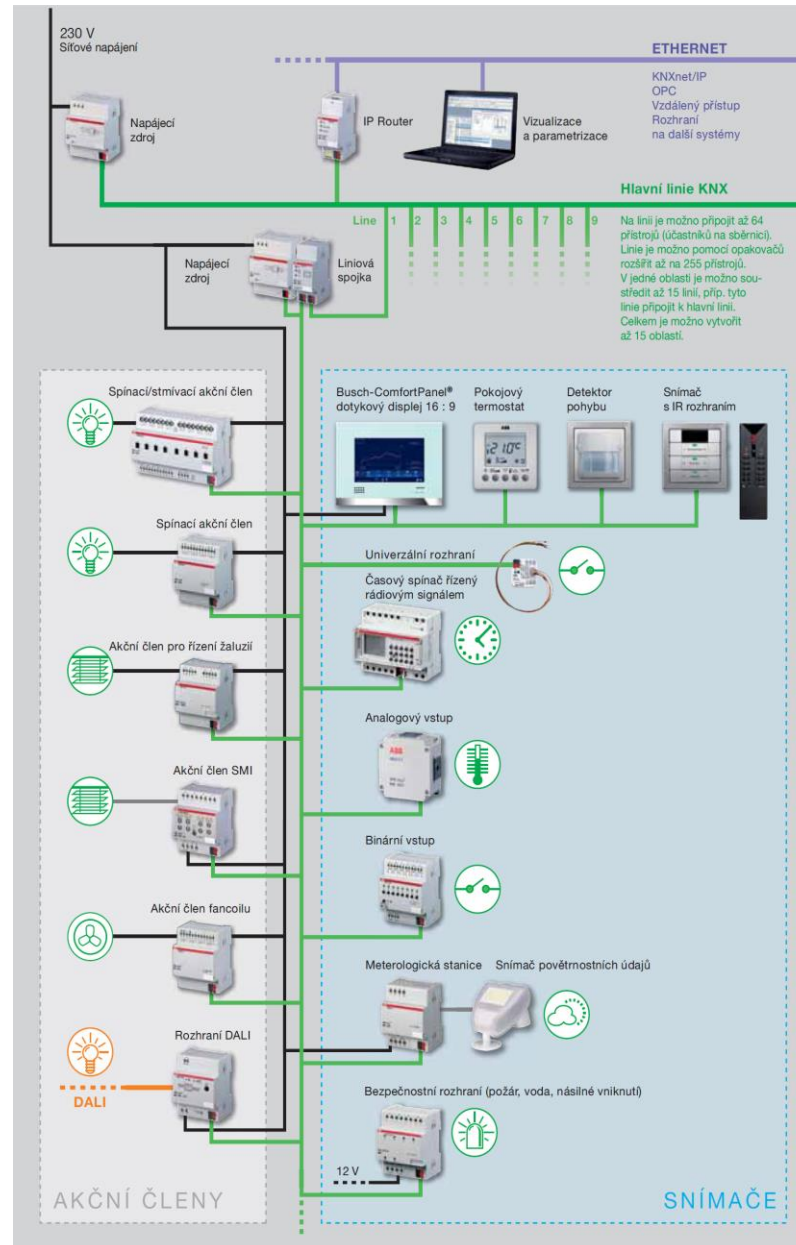 230 V
Síťové napájení
ETHERNET
KNXnet/IP
OPC
Vzdálený přístup
Rozhraní
na další systémy
Napájecí
zdroj
IP Router
Vizualizace
a parametrizace
Hlavní linie KNX
Line 1 2 3 4 5 6 7 8 9
Na linii je možno připojit až 64
přístrojů (účastníků na sběrnici).
Linie je možno pomocí opakovačů
rozšířit až na 255 přístrojů.
V jedné oblasti je možno sou-
středit až 15 linií, příp. tyto
linie připojit k hlavní linii.
Celkem je možno vytvořit
až 15 oblastí.
Napájecí
zdroj
Liniová
spojka
Spínací/stmívací akční člen
Busch-ComfortPanel®
dotykový displej 16 : 9
Pokojový
termostat
Detektor
pohybu
Snímač
s IR rozhraním
Spínací akční člen
Univerzální rozhraní
Časový spínač řízený
rádiovým signálem
Akční člen pro řízení žaluzií
Analogový vstup
ABB
Akční člen SMI
Binární vstup
Akční člen fancoilu
Meterologická stanice
Snímač povětrnostních údajů
Rozhraní DALI
DALI
Bezpečnostní rozhraní (požár, voda, násilné vniknutí)
12 V
AKČNÍ ČLENY
SNÍMAČE